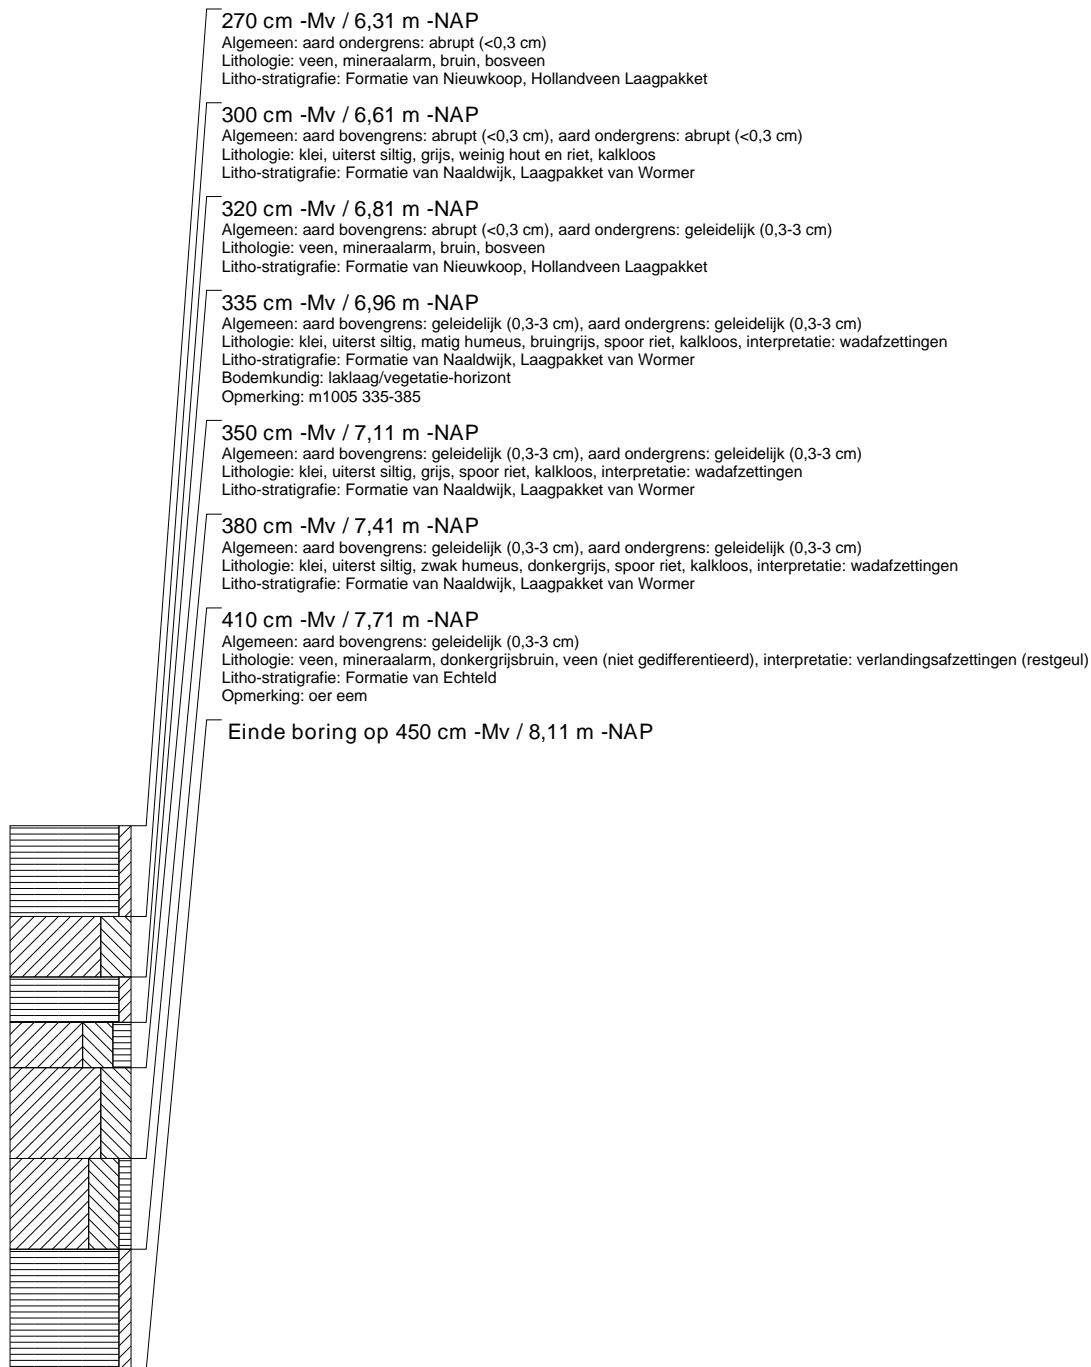 270 cm -Mv / 6,31 m -NAP
Algemeen: aard ondergrens: abrupt (<0,3 cm)
Lithologie: veen, mineraalarm, bruin, bosveen
Litho-stratigrafie: Formatie van Nieuwkoop, Hollandveen Laagpakket
300 cm -Mv / 6,61 m -NAP
Algemeen: aard bovengrens: abrupt (<0,3 cm), aard ondergrens: abrupt (<0,3 cm)
Lithologie: klei, uiterst siltig, grijs, weinig hout en riet, kalkloos
Litho-stratigrafie: Formatie van Naaldwijk, Laagpakket van Wormer
320 cm -Mv / 6,81 m -NAP
Algemeen: aard bovengrens: abrupt (<0,3 cm), aard ondergrens: geleidelijk (0,3-3 cm)
Lithologie: veen, mineraalarm, bruin, bosveen
Litho-stratigrafie: Formatie van Nieuwkoop, Hollandveen Laagpakket
335 cm -Mv / 6,96 m -NAP
Algemeen: aard bovengrens: geleidelijk (0,3-3 cm), aard ondergrens: geleidelijk (0,3-3 cm)
Lithologie: klei, uiterst siltig, matig humeus, bruingrijs, spoor riet, kalkloos, interpretatie: wadafzettingen
Litho-stratigrafie: Formatie van Naaldwijk, Laagpakket van Wormer
Bodemkundig: laklaag/vegetatie-horizont
Opmerking: m1005 335-385
350 cm -Mv / 7,11 m -NAP
Algemeen: aard bovengrens: geleidelijk (0,3-3 cm), aard ondergrens: geleidelijk (0,3-3 cm)
Lithologie: klei, uiterst siltig, grijs, spoor riet, kalkloos, interpretatie: wadafzettingen
Litho-stratigrafie: Formatie van Naaldwijk, Laagpakket van Wormer
380 cm -Mv / 7,41 m -NAP
Algemeen: aard bovengrens: geleidelijk (0,3-3 cm), aard ondergrens: geleidelijk (0,3-3 cm)
Lithologie: klei, uiterst siltig, zwak humeus, donkergrijs, spoor riet, kalkloos, interpretatie: wadafzettingen
Litho-stratigrafie: Formatie van Naaldwijk, Laagpakket van Wormer
410 cm -Mv / 7,71 m -NAP
Algemeen: aard bovengrens: geleidelijk (0,3-3 cm)
Lithologie: veen, mineraalarm, donkergrijsbruin, veen (niet gedifferentieerd), interpretatie: verlandingsafzettingen (restgeul)
Litho-stratigrafie: Formatie van Echteld
Opmerking: oer eem
Einde boring op 450 cm -Mv / 8,11 m -NAP